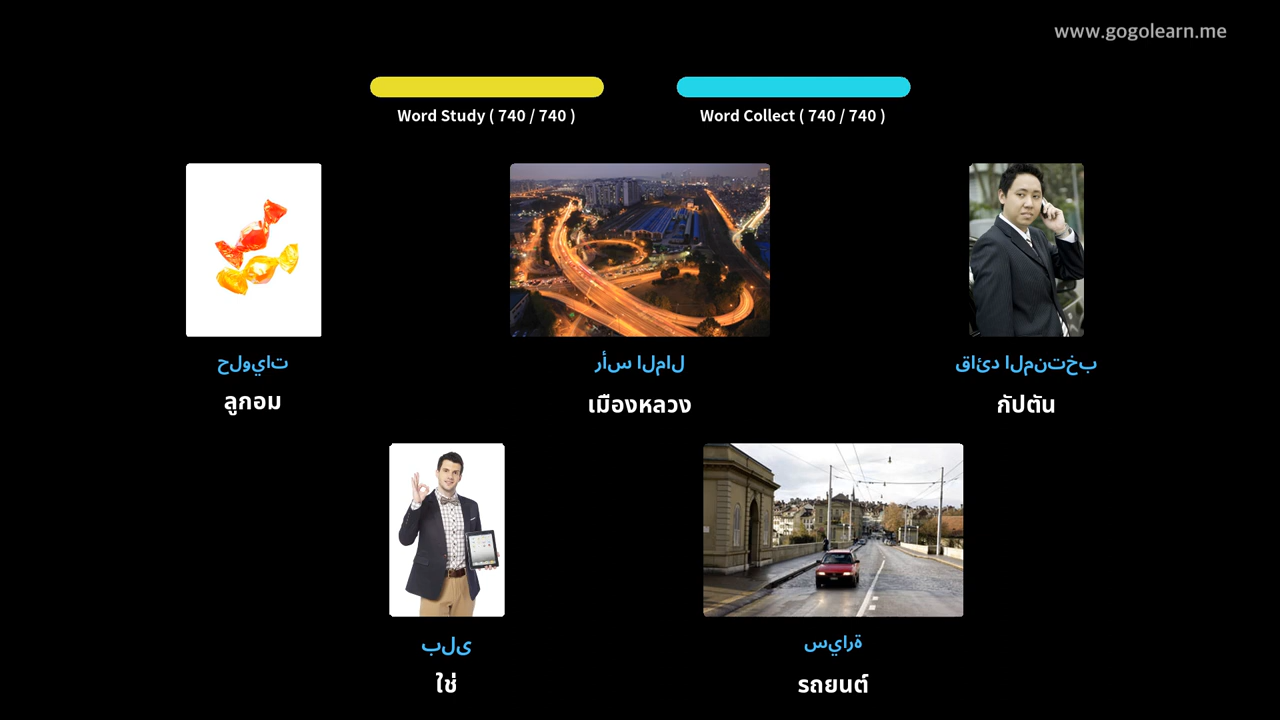 www.gogolearn.me
Word Study ( 740 / 740 )
Word Collect ( 740 / 740 )
حلويات
ลูกอม
رأس المال
เมืองหลวง
قائد المنتخب
กัปตัน
بلى
ใช่
سيارة
รถยนต์